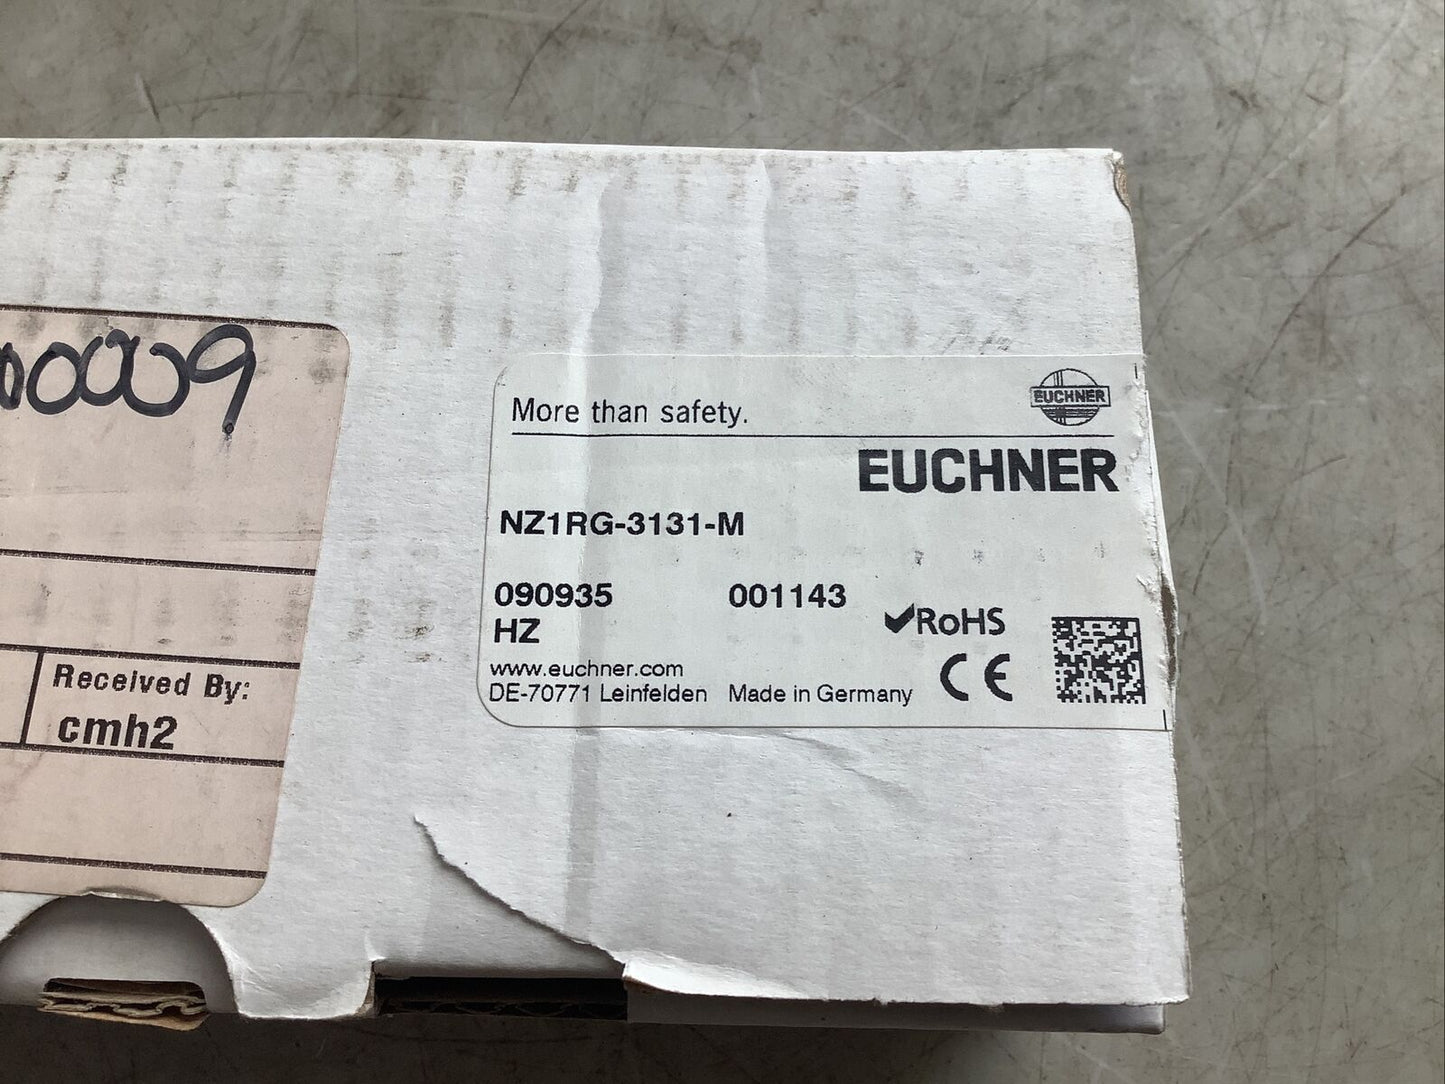 More than safety.
EUCHNER
EUCHNER
NZ1RG-3131-M
090935 001143
HZ
RoHS
www.euchner.com
DE-70771 Leinfelden Made in Germany
CE
Received By:
cmh2